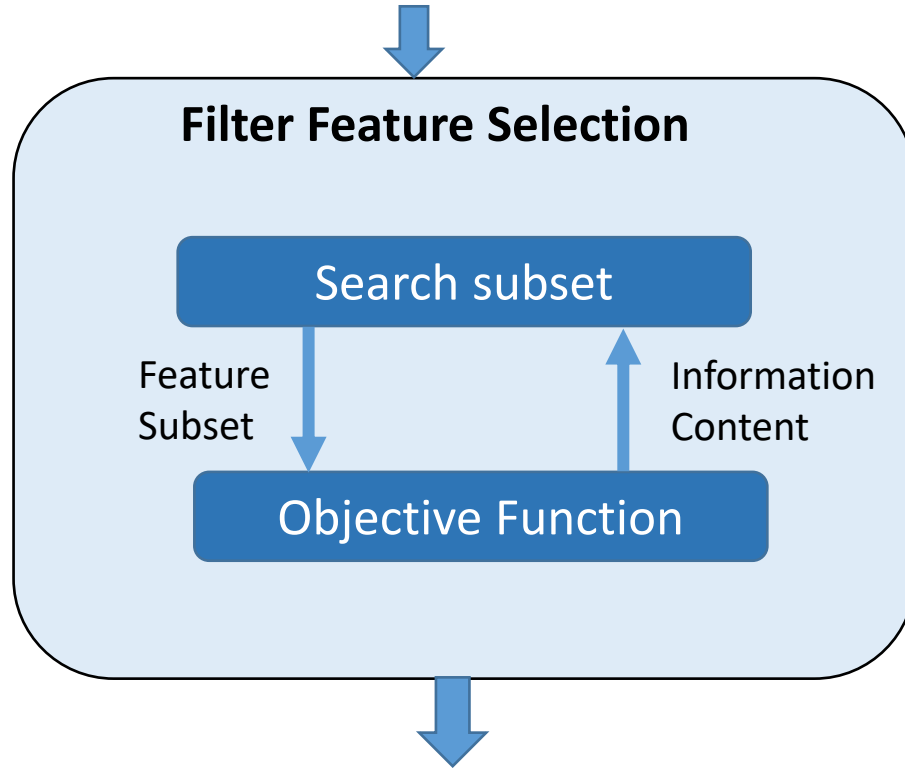 Filter Feature Selection
Search subset
Feature
Subset
Information
Content
Objective Function